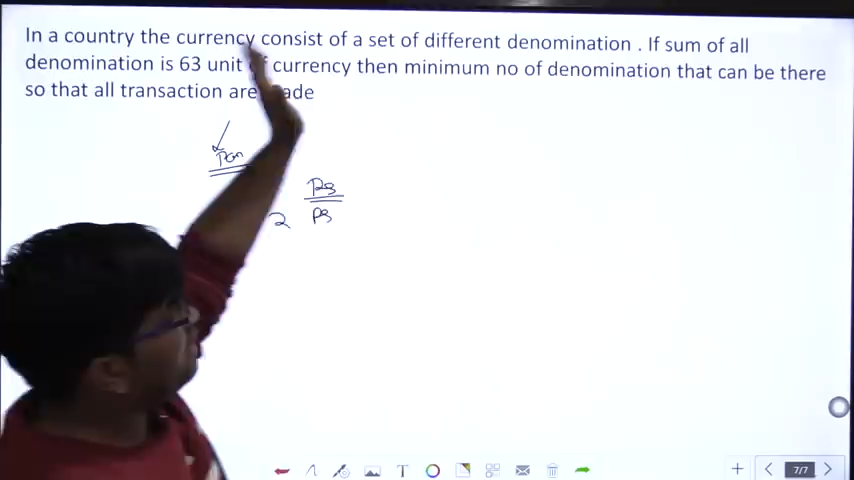 In a country the currency consist of a set of different denomination . If sum of all
denomination is 63 unit currency then minimum no of denomination that can be there
so that all transaction are
2
T
7/7